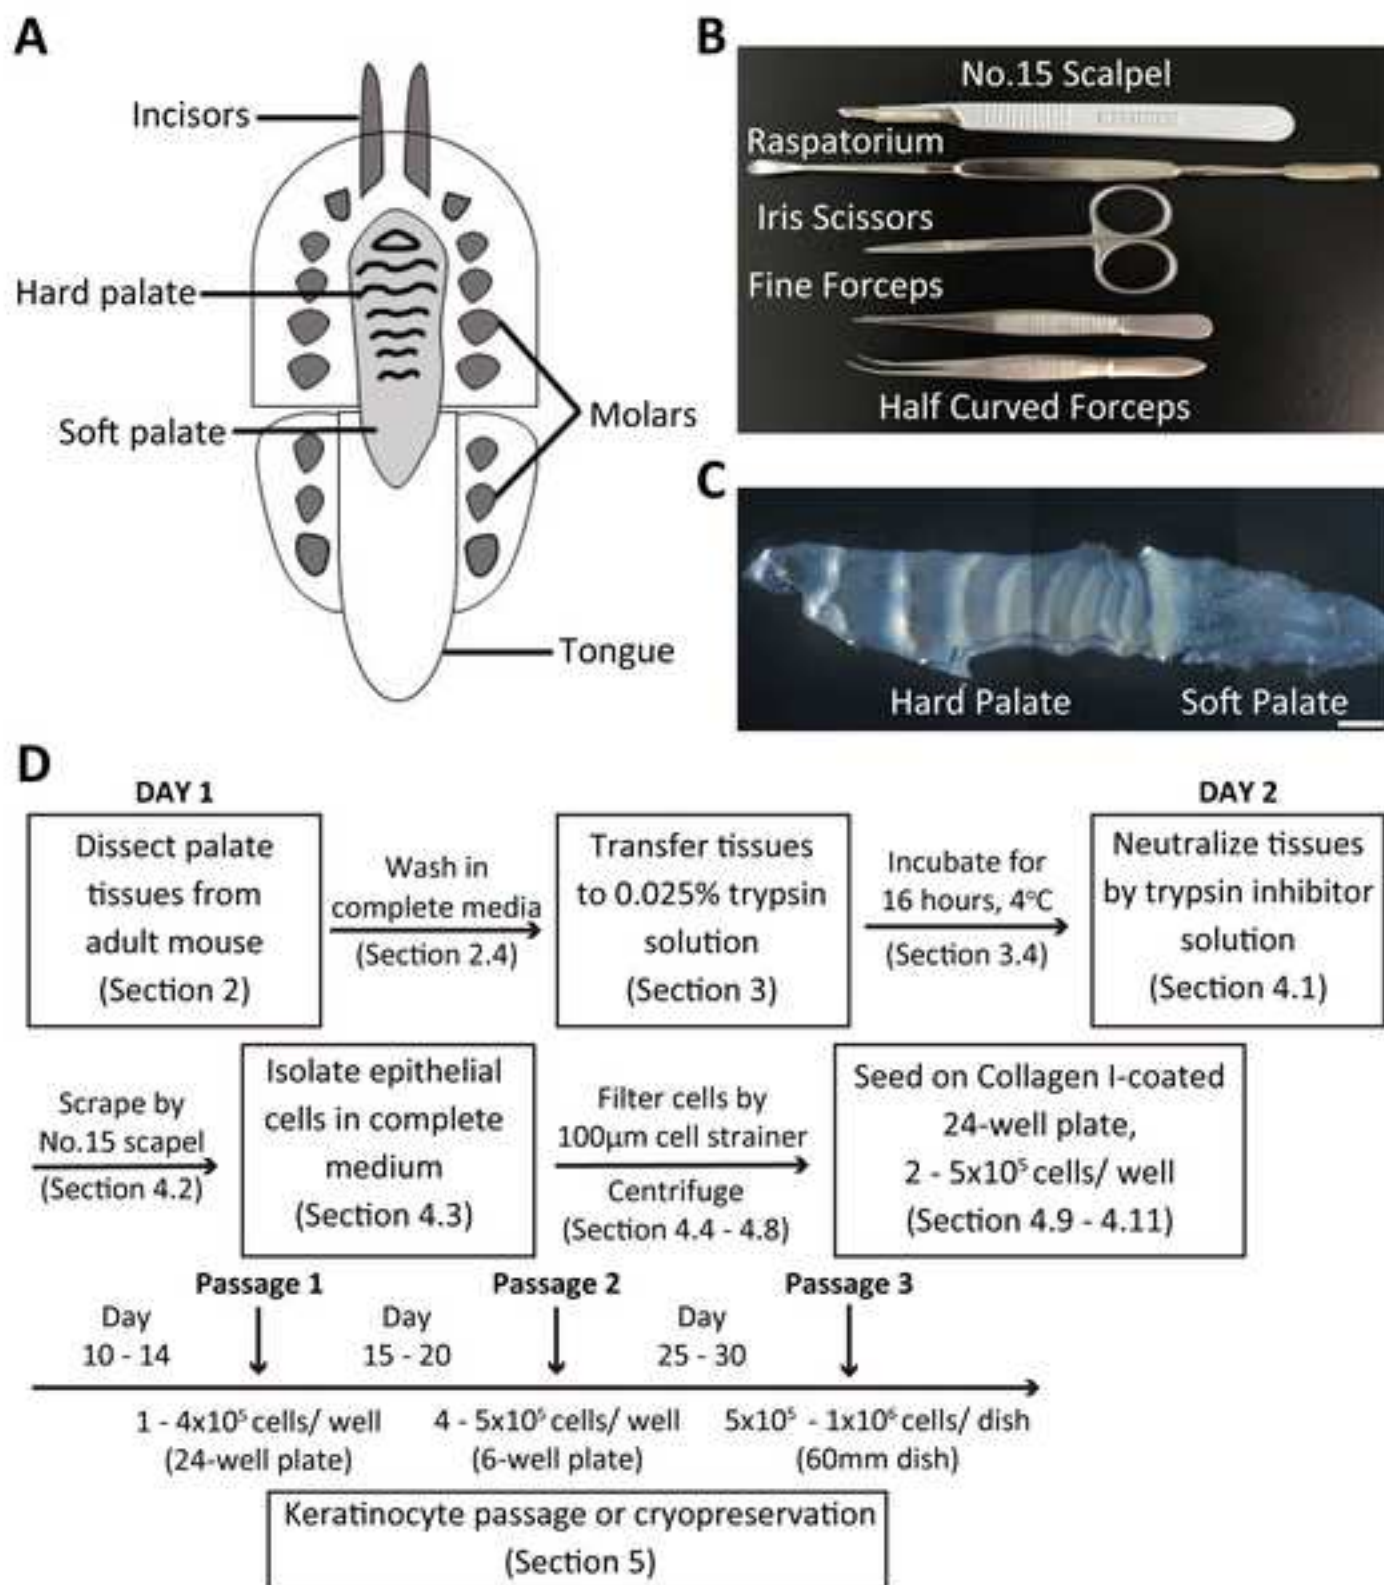 A
Incisors
Hard palate
Soft palate
Molars
Tongue
B
No.15 Scalpel
Raspatorium
Iris Scissors
Fine Forceps
Half Curved Forceps
C
Hard Palate
Soft Palate
D
DAY 1
Dissect palate
tissues from
adult mouse
(Section 2)
Wash in
complete media
(Section 2.4)
Transfer tissues
to 0.025% trypsin
solution
(Section 3)
Incubate for
16 hours, 4°C
(Section 3.4)
DAY 2
Neutralize tissues
by trypsin inhibitor
solution
(Section 4.1)
Scrape by
No.15 scapel
(Section 4.2)
Isolate epithelial
cells in complete
medium
(Section 4.3)
Filter cells by
100μm cell strainer
Centrifuge
(Section 4.4 - 4.8)
Seed on Collagen I-coated
24-well plate,
2 - 5x10⁵ cells/ well
(Section 4.9 - 4.11)
Passage 1
Passage 2
Passage 3
Day
10 - 14
Day
15 - 20
Day
25 - 30
1 - 4x10⁵ cells/ well
(24-well plate)
4 - 5x10⁵ cells/ well
(6-well plate)
5x10⁵ - 1x10⁶ cells/ dish
(60mm dish)
Keratinocyte passage or cryopreservation
(Section 5)